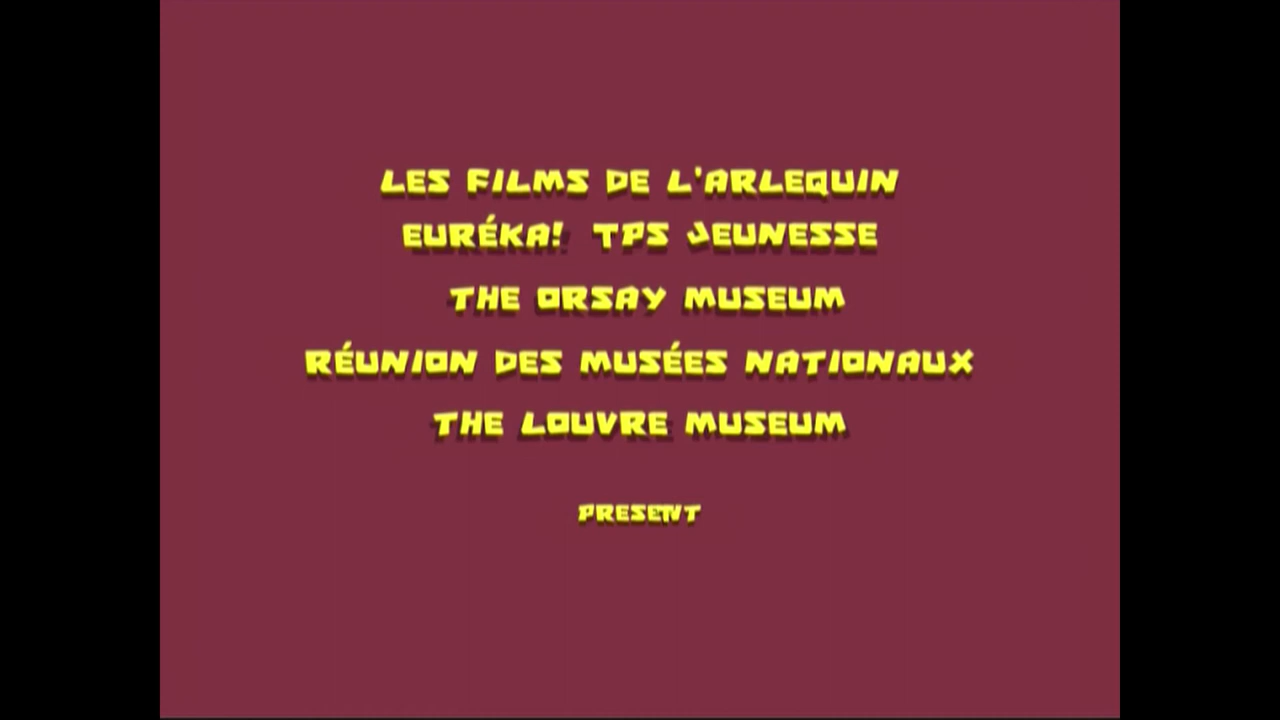 LES FILMS DE L'ARLEQUIN
EURÉKA! TPS JEUNESSE
THE ORSAY MUSEUM
RÉUNION DES MUSÉES NATIONAUX
THE LOUVRE MUSEUM
PRESENT